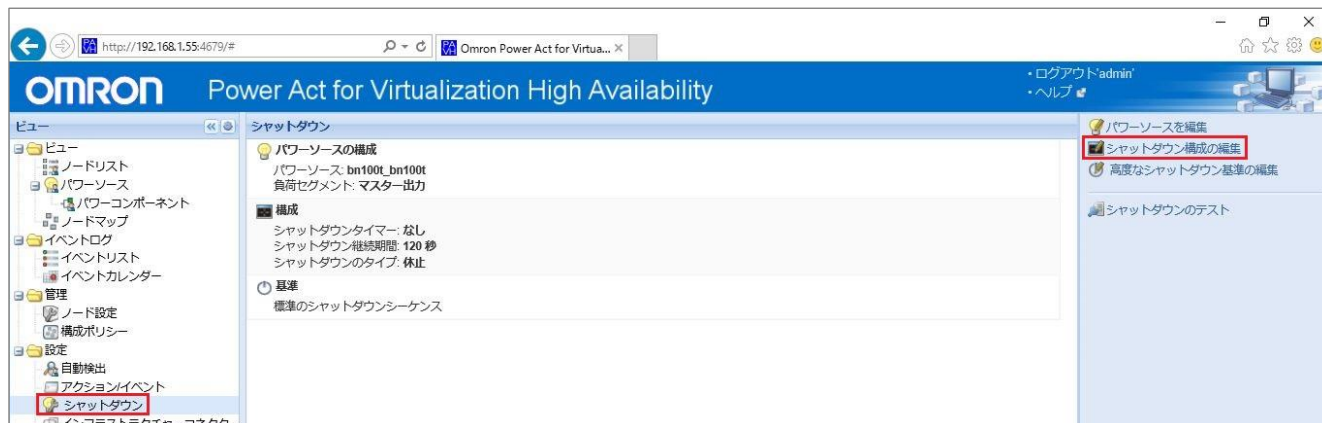 http://192.168.1.55:4679/#
Omron Power Act for Virtua...
OMRON
Power Act for Virtualization High Availability
・ログアウト'admin'
・ヘルプ
ビュー
ビュー
ノードリスト
パワーソース
パワーコンポーネント
ノードマップ
イベントログ
イベントリスト
イベントカレンダー
管理
ノード設定
構成ポリシー
設定
自動検出
アクション/イベント
シャットダウン
シャットダウン
パワーソースの構成
パワーソース: bn100t_bn100t
負荷セグメント: マスター出力
構成
シャットダウンタイマー: なし
シャットダウン継続期間: 120 秒
シャットダウンのタイプ: 休止
基準
標準のシャットダウンシーケンス
パワーソースを編集
シャットダウン構成の編集
高度なシャットダウン基準の編集
シャットダウンのテスト